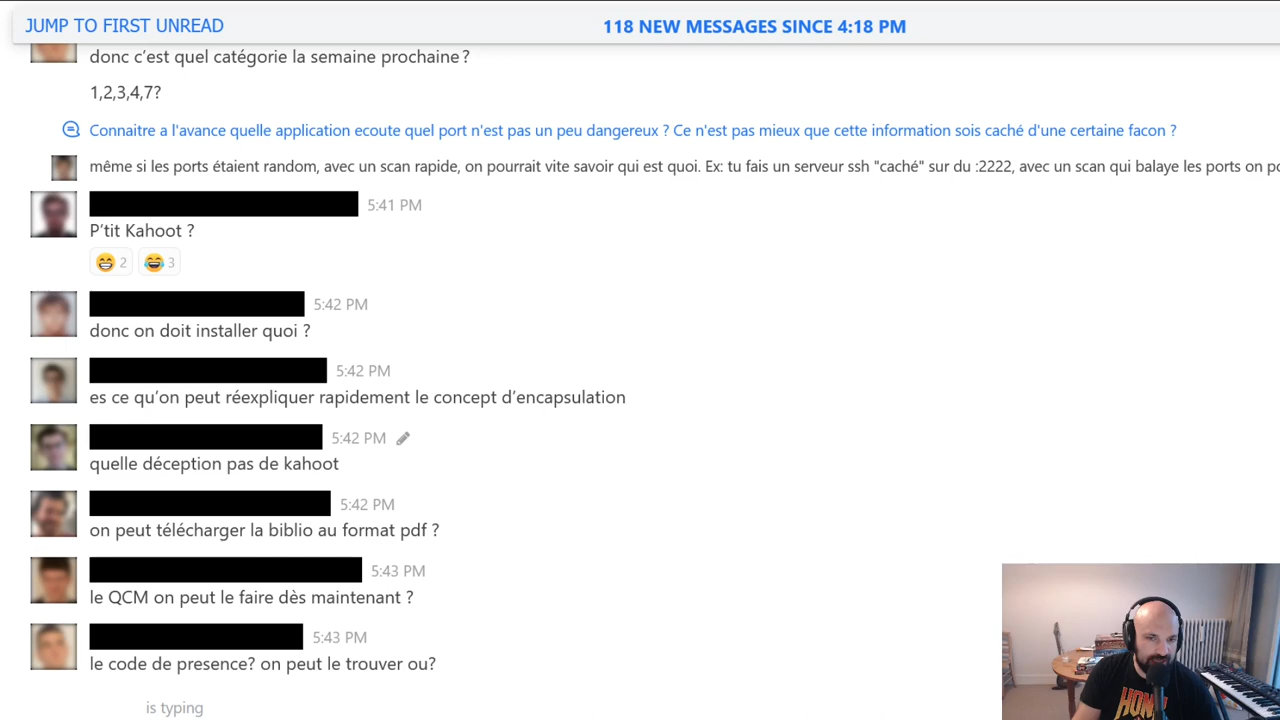 JUMP TO FIRST UNREAD
118 NEW MESSAGES SINCE 4:18 PM
donc c’est quel catégorie la semaine prochaine ?
1,2,3,4,7?
Connaitre a l'avance quelle application ecoute quel port n'est pas un peu dangereux ? Ce n'est pas mieux que cette information sois caché d'une certaine facon ?
même si les ports étaient random, avec un scan rapide, on pourrait vite savoir qui est quoi. Ex: tu fais un serveur ssh "caché" sur du :2222, avec un scan qui balaye les ports on
5:41 PM
P’tit Kahoot ?
2 3
5:42 PM
donc on doit installer quoi ?
5:42 PM
es ce qu’on peut réexpliquer rapidement le concept d’encapsulation
5:42 PM
quelle déception pas de kahoot
5:42 PM
on peut télécharger la biblio au format pdf ?
5:43 PM
le QCM on peut le faire dès maintenant ?
5:43 PM
le code de presence? on peut le trouver ou?
is typing